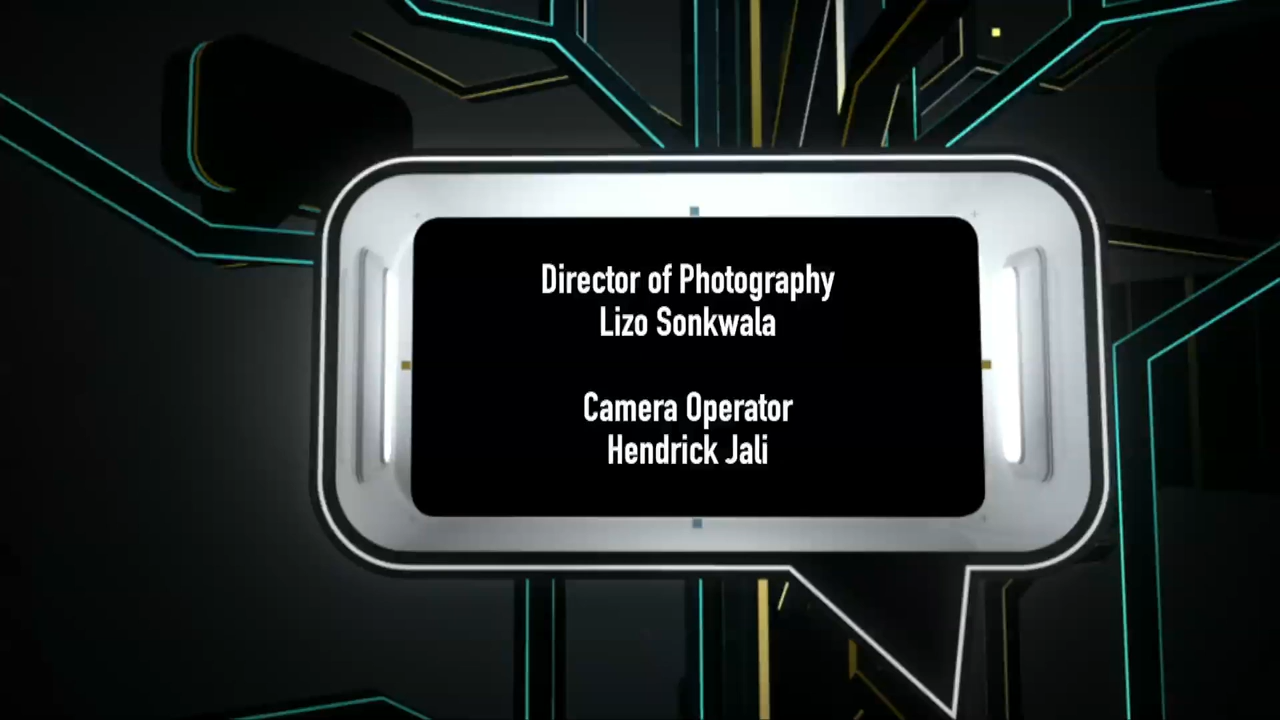 Director of Photography
Lizo Sonkwala
Camera Operator
Hendrick Jali